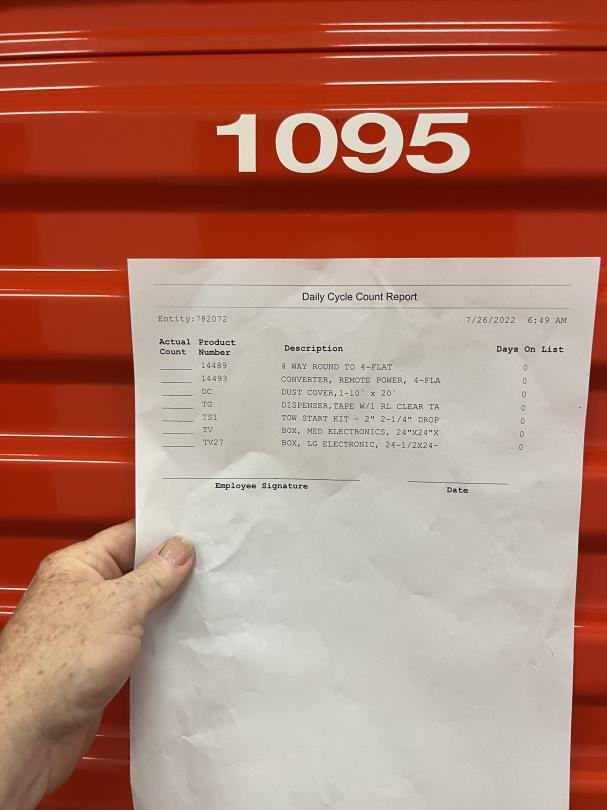 1095
Daily Cycle Count Report
Entity:782072 7/26/2022 6:49 AM
Actual Product
Count Number Description Days On List
14489 4 WAY ROUND TO 4-FLAT 0
14493 CONVERTER, REMOTE POWER, 4-FLA 0
DC DUST COVER,1-10` x 20` 0
TG DISPENSER,TAPE W/1 RL CLEAR TA 0
TS1 TOW START KIT - 2" 2-1/4" DROP 0
TV BOX, MED ELECTRONICS, 24"X24"X 0
TV27 BOX, LG ELECTRONIC, 24-1/2X24- 0
Employee Signature Date